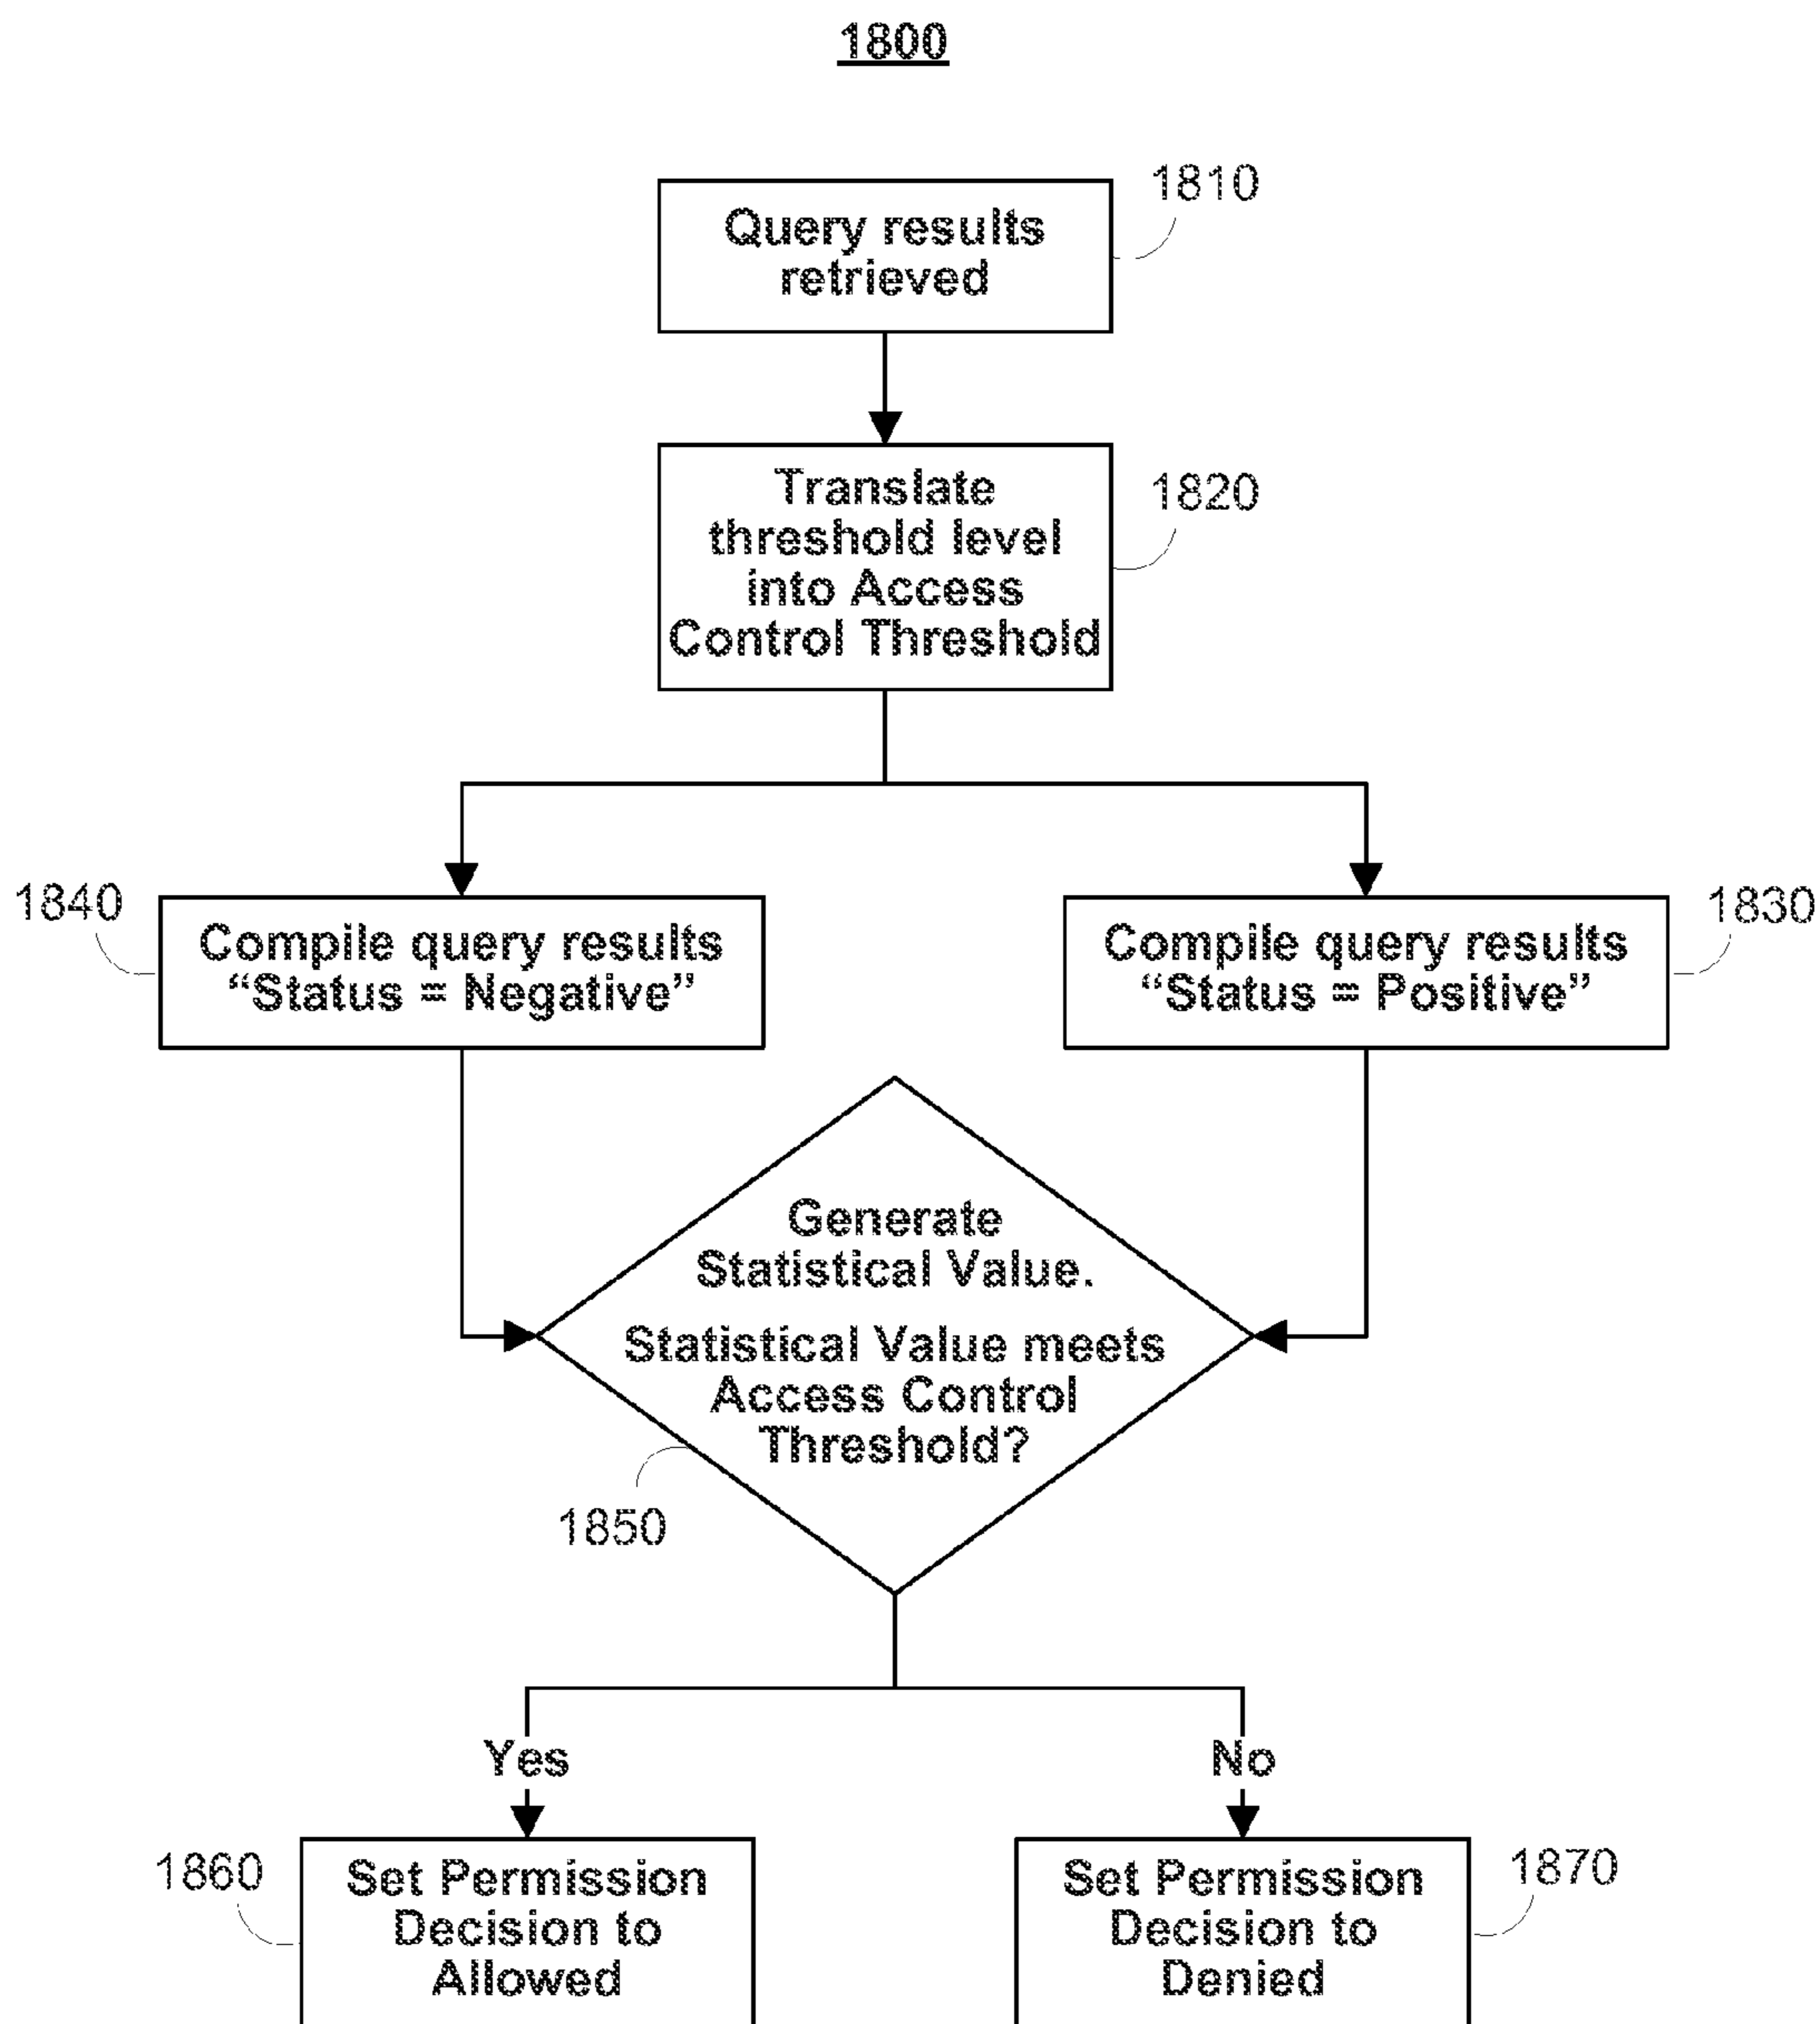 1800
Query results
retrieved
1810
Translate
threshold level
into Access
Control Threshold
1820
1840
Compile query results
“Status = Negative”
Compile query results
“Status = Positive”
1830
Generate
Statistical Value.
Statistical Value meets
Access Control
Threshold?
1850
Yes
No
1860
Set Permission
Decision to
Allowed
Set Permission
Decision to
Denied
1870